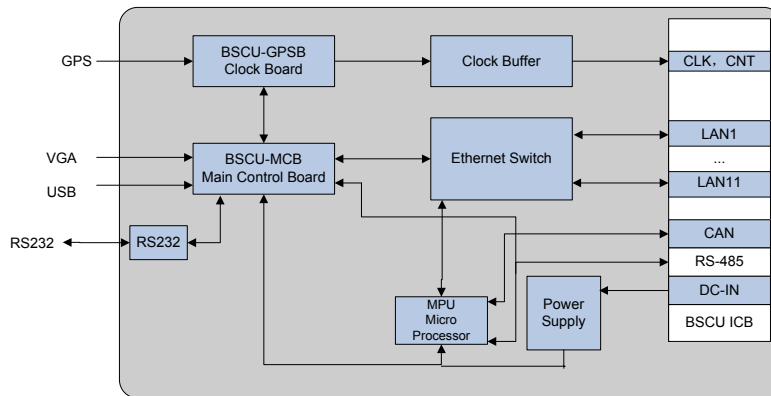 GPS
BSCU-GPSB
Clock Board
Clock Buffer
CLK，CNT
VGA
USB
BSCU-MCB
Main Control Board
Ethernet Switch
LAN1
...
LAN11
RS232
RS232
CAN
RS-485
DC-IN
BSCU ICB
MPU
Micro
Processor
Power
Supply